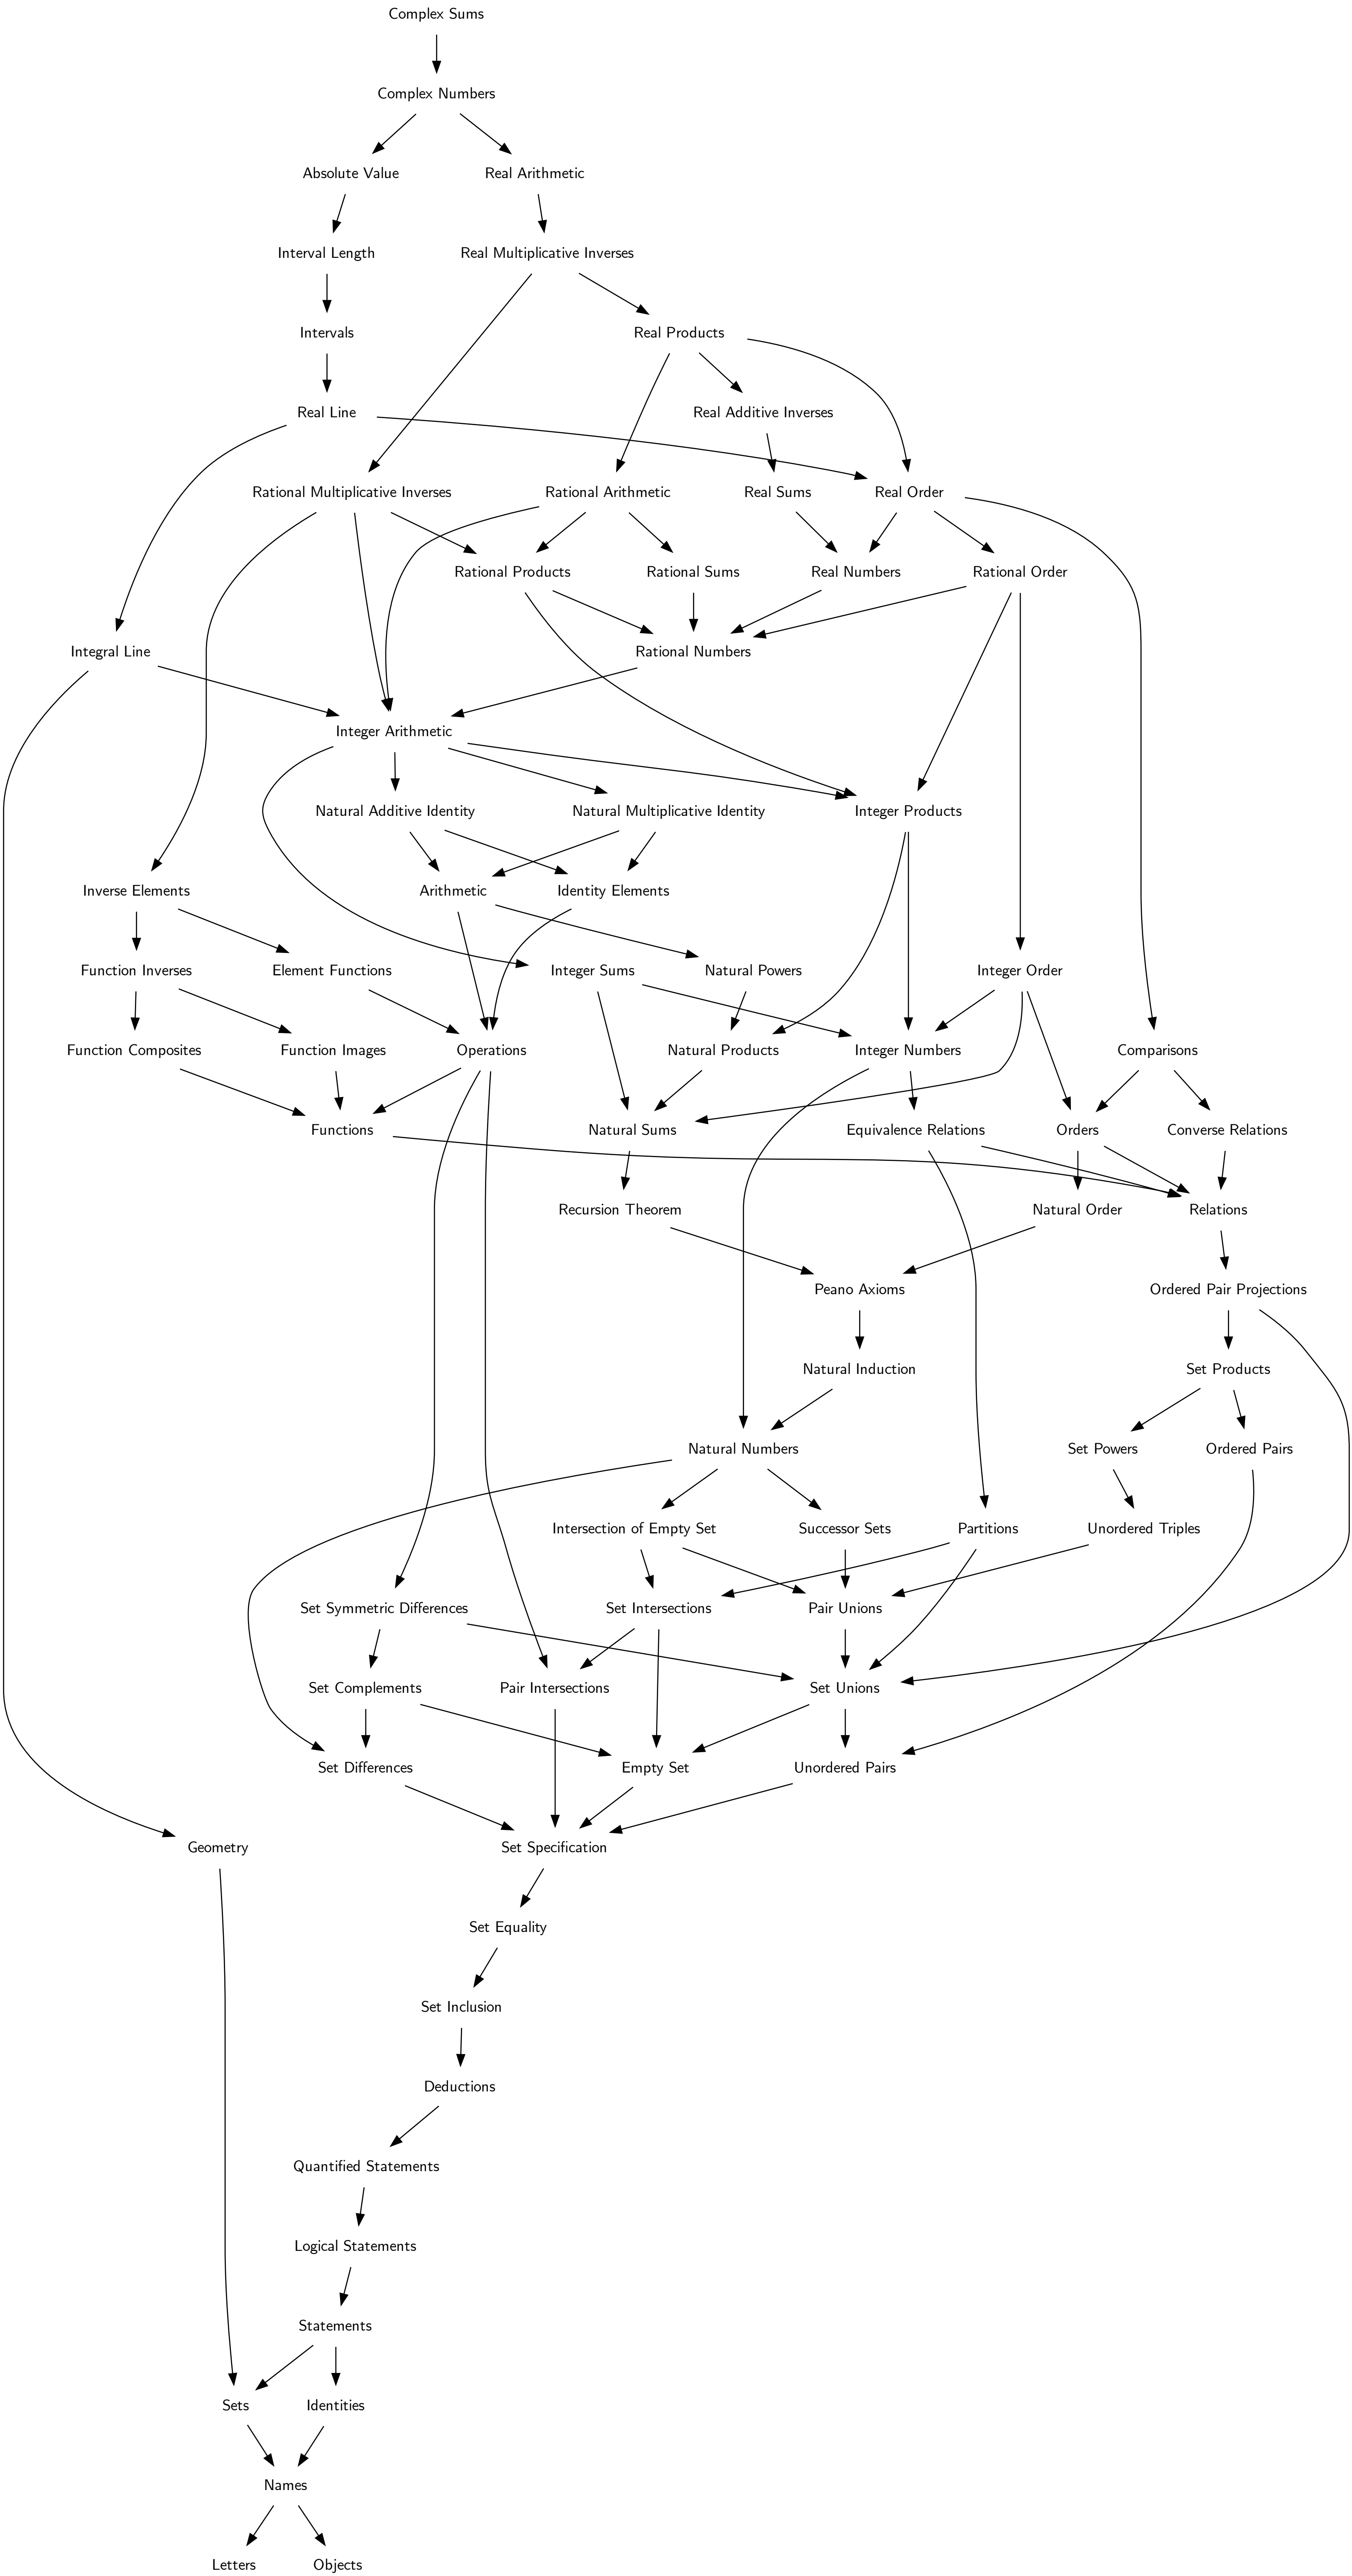 Complex Sums
Complex Numbers
Absolute Value
Real Arithmetic
Interval Length
Real Multiplicative Inverses
Intervals
Real Products
Real Line
Real Additive Inverses
Rational Multiplicative Inverses
Rational Arithmetic
Real Sums
Real Order
Rational Products
Rational Sums
Real Numbers
Rational Order
Integral Line
Rational Numbers
Integer Arithmetic
Natural Additive Identity
Natural Multiplicative Identity
Integer Products
Inverse Elements
Arithmetic
Identity Elements
Function Inverses
Element Functions
Integer Sums
Natural Powers
Integer Order
Function Composites
Function Images
Operations
Natural Products
Integer Numbers
Comparisons
Functions
Natural Sums
Equivalence Relations
Orders
Converse Relations
Recursion Theorem
Natural Order
Relations
Peano Axioms
Ordered Pair Projections
Natural Induction
Set Products
Natural Numbers
Set Powers
Ordered Pairs
Intersection of Empty Set
Successor Sets
Partitions
Unordered Triples
Set Symmetric Differences
Set Intersections
Pair Unions
Set Complements
Pair Intersections
Set Unions
Set Differences
Empty Set
Unordered Pairs
Geometry
Set Specification
Set Equality
Set Inclusion
Deductions
Quantified Statements
Logical Statements
Statements
Sets
Identities
Names
Letters
Objects